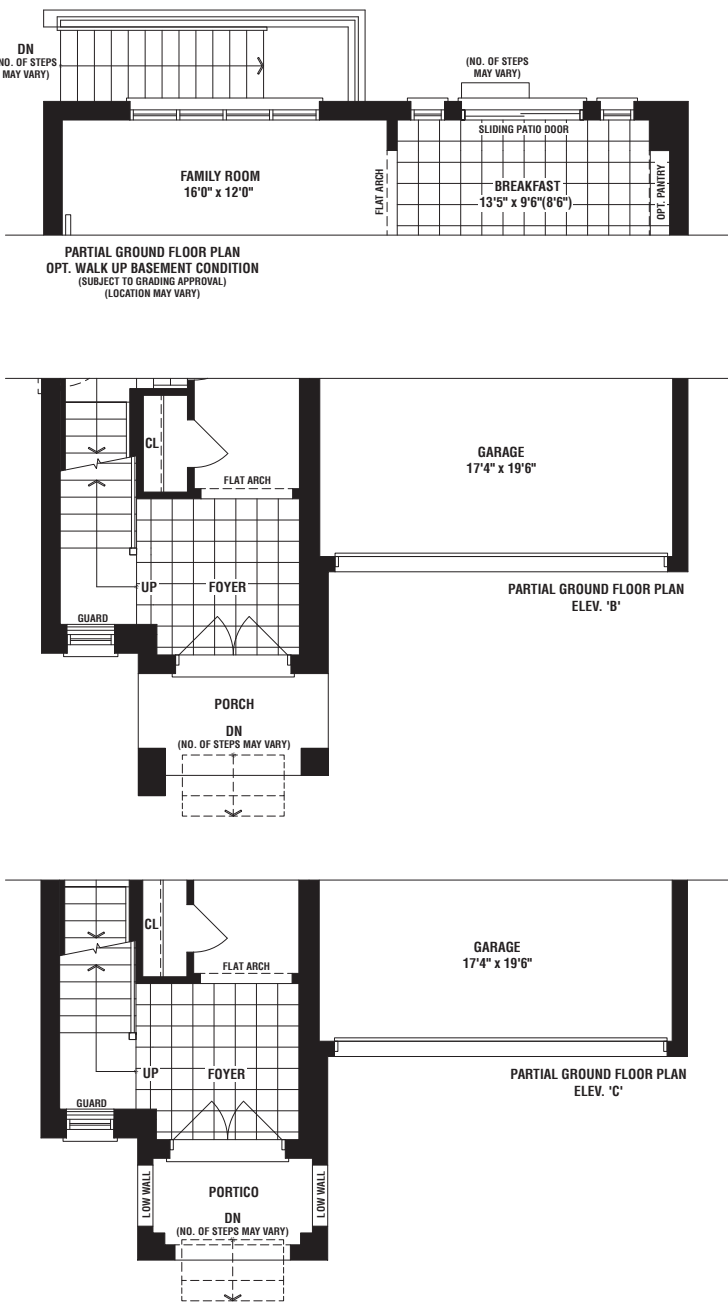 DN
(NO. OF STEPS
MAY VARY)
(NO. OF STEPS
MAY VARY)
SLIDING PATIO DOOR
FAMILY ROOM
16'0" x 12'0"
FLAT ARCH
BREAKFAST
13'5" x 9'6"(8'6")
OPT. PANTRY
PARTIAL GROUND FLOOR PLAN
OPT. WALK UP BASEMENT CONDITION
(SUBJECT TO GRADING APPROVAL)
(LOCATION MAY VARY)
CL
FLAT ARCH
GARAGE
17'4" x 19'6"
UP
FOYER
GUARD
PARTIAL GROUND FLOOR PLAN
ELEV. 'B'
PORCH
DN
(NO. OF STEPS MAY VARY)
CL
FLAT ARCH
GARAGE
17'4" x 19'6"
UP
FOYER
GUARD
PARTIAL GROUND FLOOR PLAN
ELEV. 'C'
LOW WALL
PORTICO
LOW WALL
DN
(NO. OF STEPS MAY VARY)